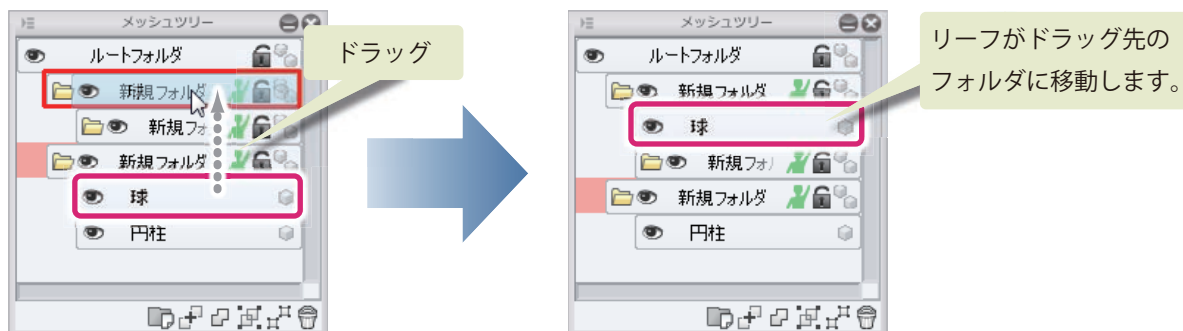 メッシュツリー
ルートフォルダ
新規フォルダ
新規フォ
新規フォルダ
球
円柱
ドラッグ
メッシュツリー
ルートフォルダ
新規フォルダ
球
新規フォル
新規フォルダ
円柱
リーフがドラッグ先の
フォルダに移動します。